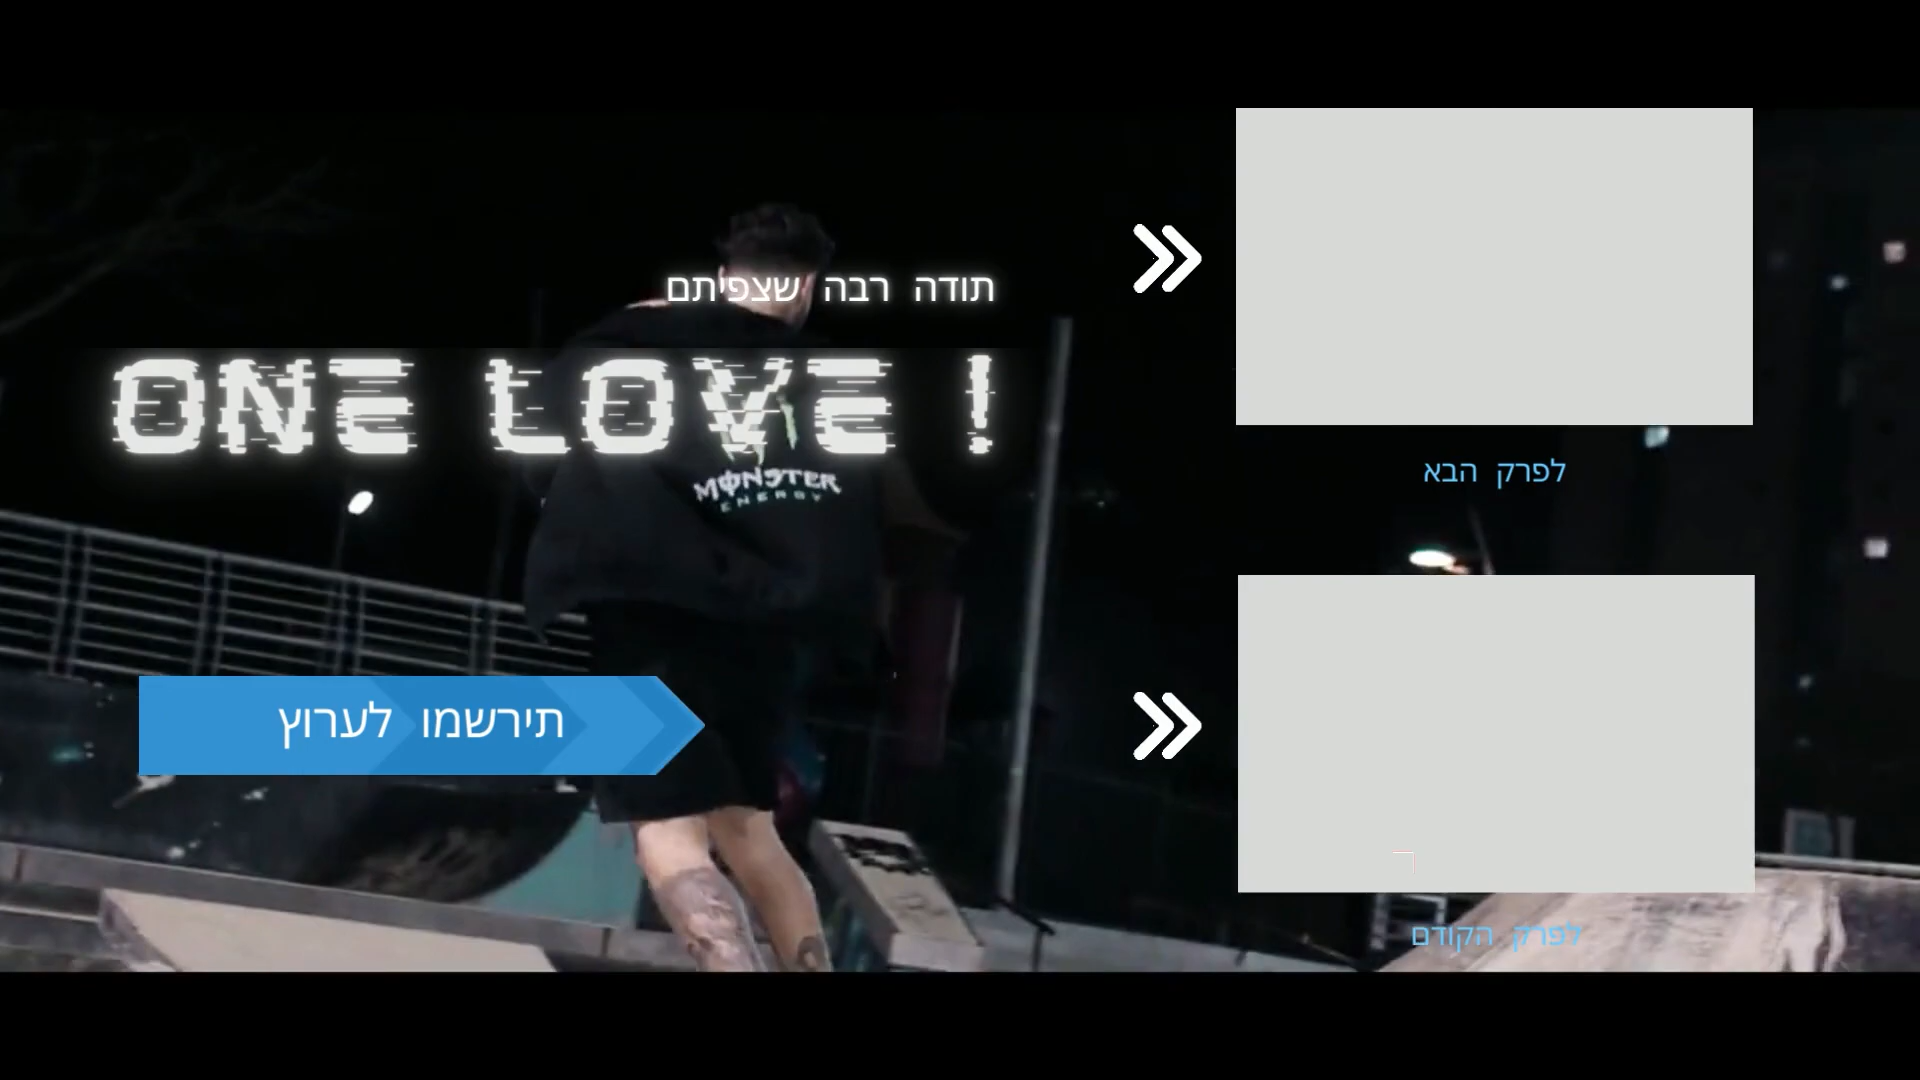 תודה רבה שצפיתם
ONE LOVE !
MONSTER
ENERGY
לפרק הבא
תירשמו לערוץ
לפרק הקודם